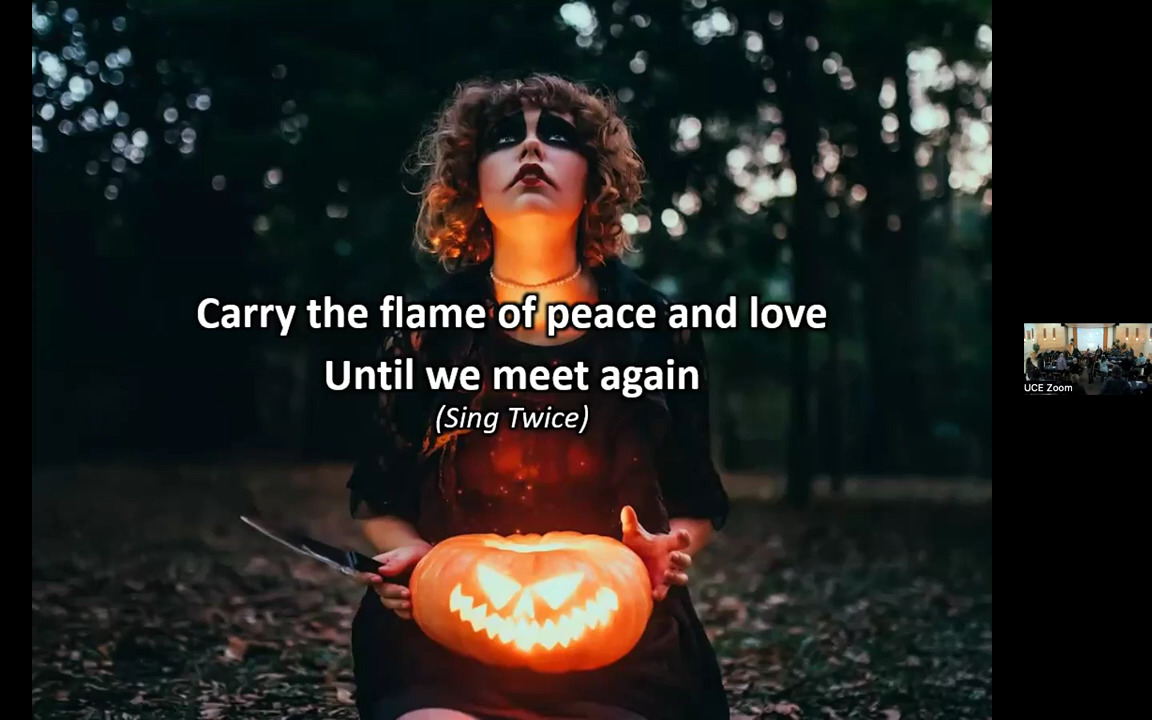 Carry the flame of peace and love
Until we meet again
(Sing Twice)
UCE Zoom